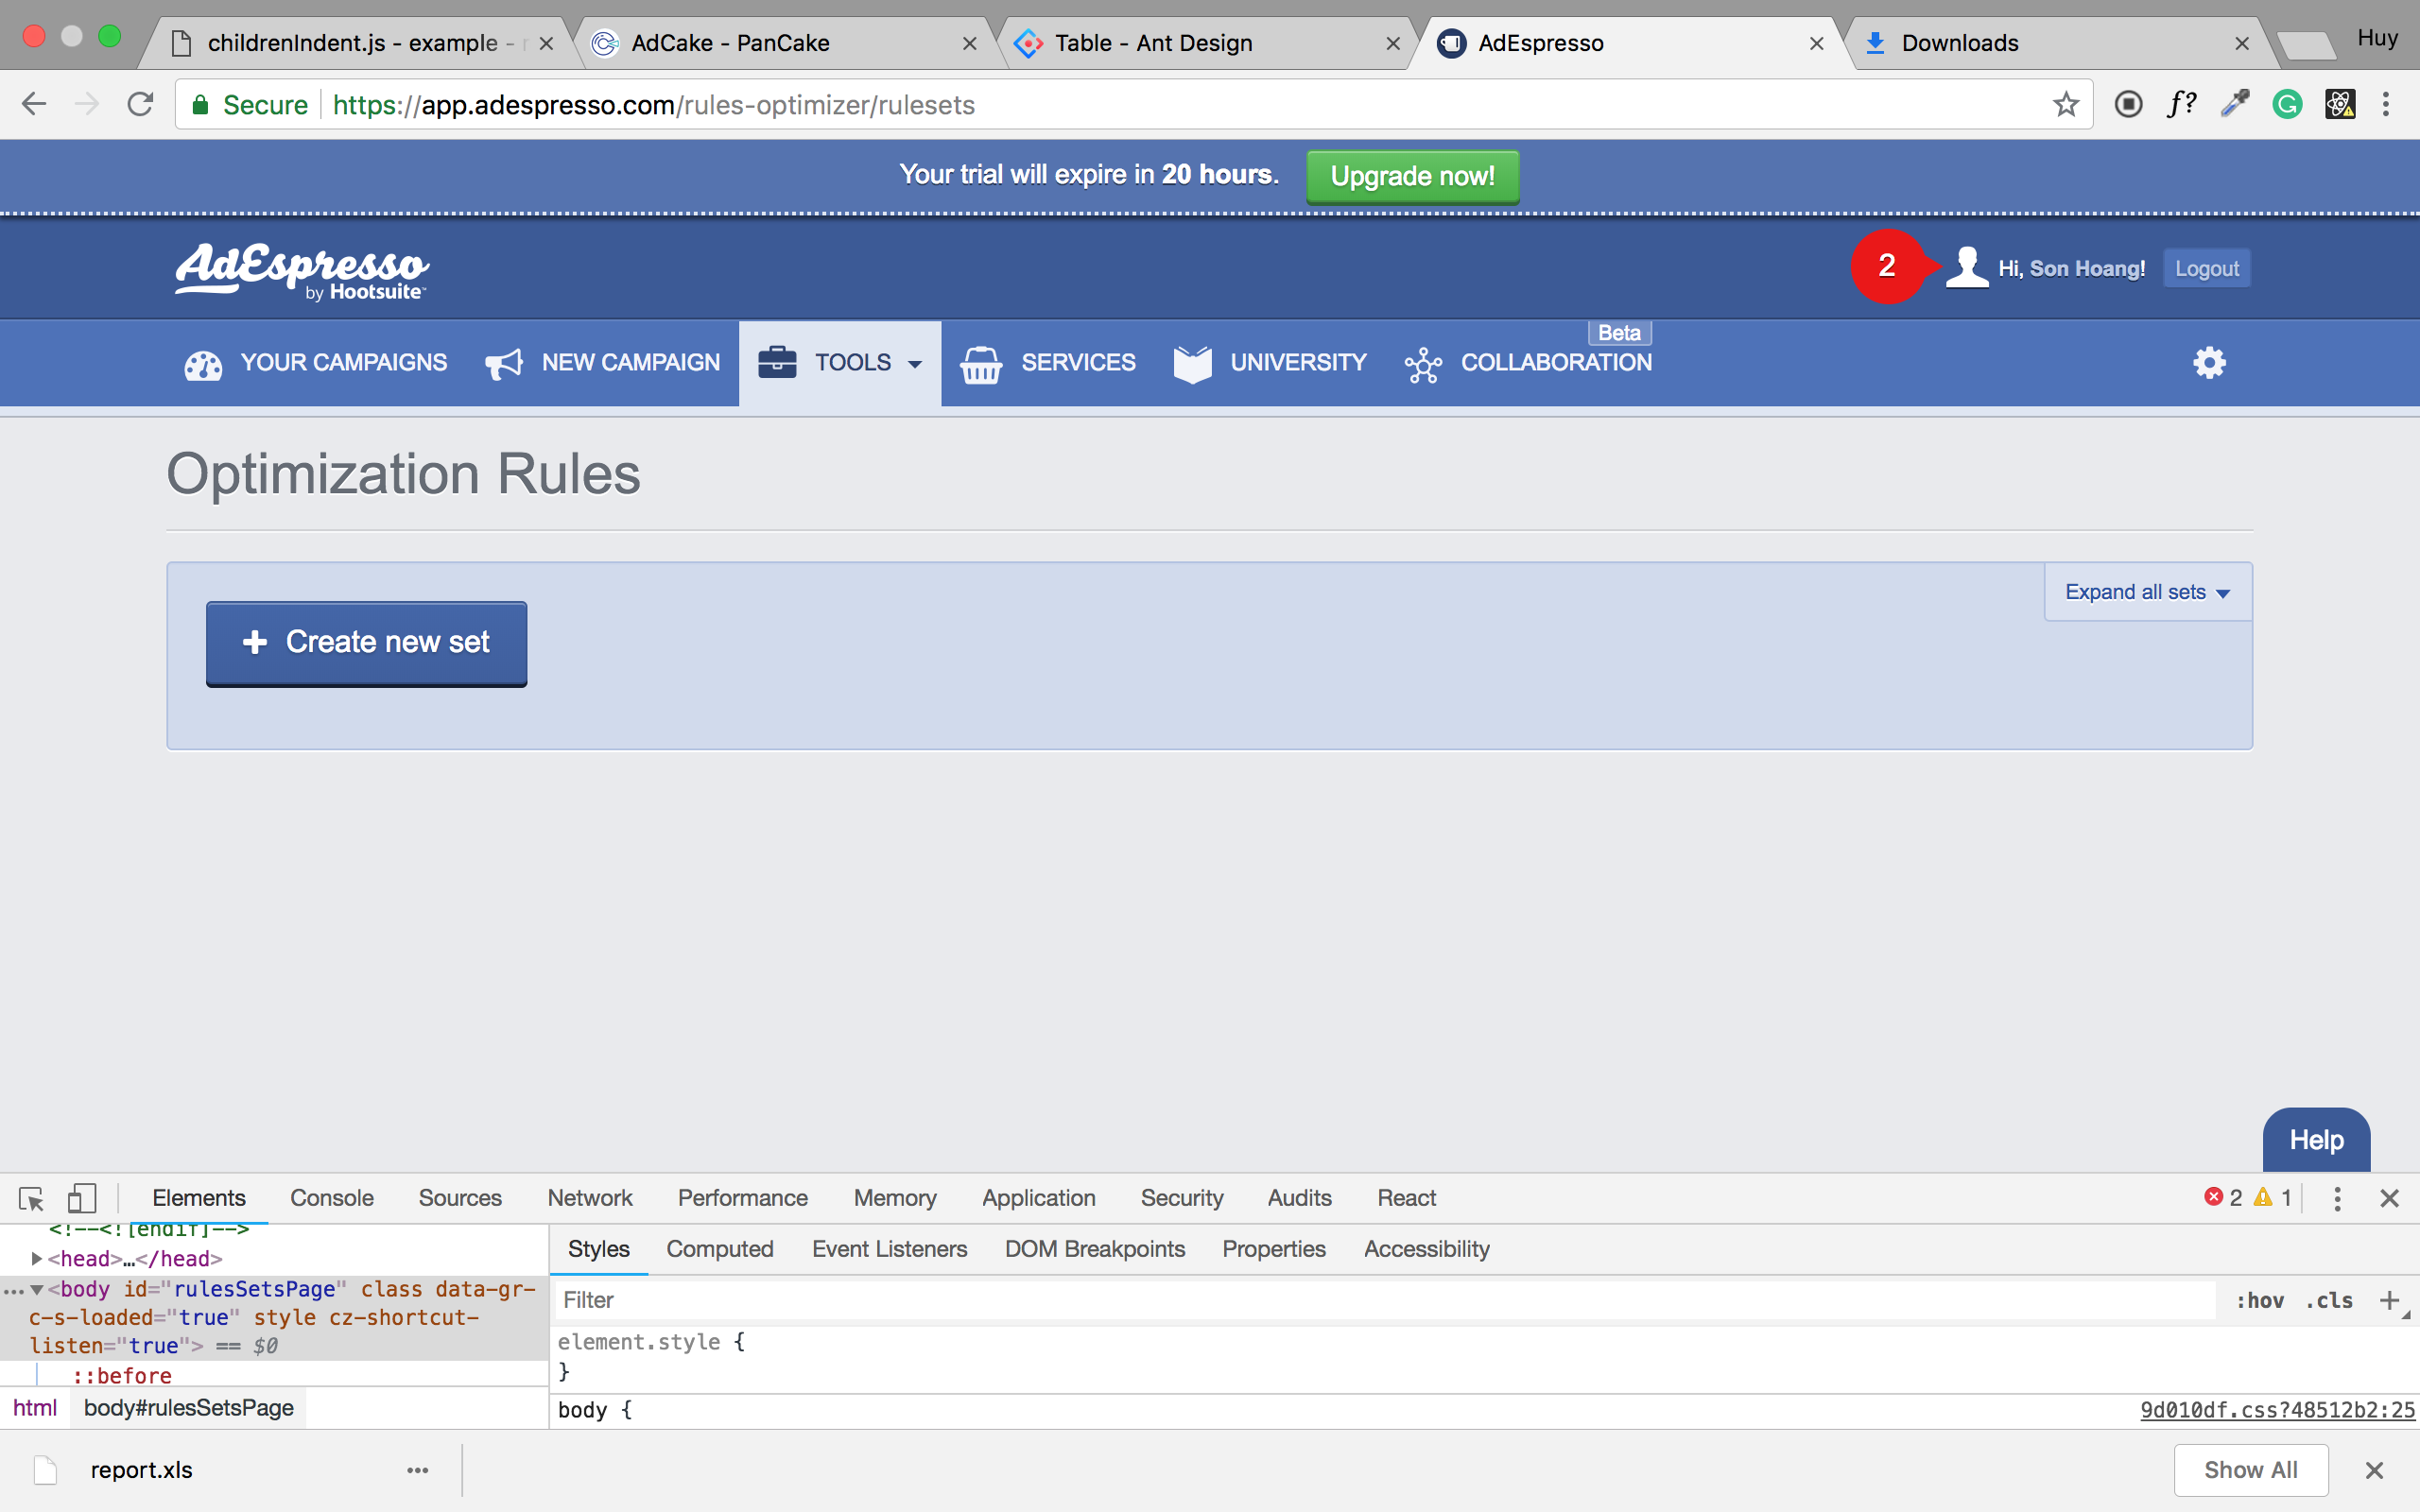 childrenIndent.js - example -
AdCake - PanCake
Table - Ant Design
AdEspresso
Downloads
Huy
Secure
https://app.adespresso.com/rules-optimizer/rulesets
f?
Your trial will expire in 20 hours.
Upgrade now!
AdEspresso
by Hootsuite™
2
Hi, Son Hoang!
Logout
YOUR CAMPAIGNS
NEW CAMPAIGN
TOOLS
SERVICES
UNIVERSITY
COLLABORATION
Beta
Optimization Rules
Expand all sets
+ Create new set
Help
Elements
Console
Sources
Network
Performance
Memory
Application
Security
Audits
React
2
1
<!--<![endif]-->
<head>…</head>
<body id="rulesSetsPage" class data-gr-
c-s-loaded="true" style cz-shortcut-
listen="true"> == $0
::before
html
body#rulesSetsPage
Styles
Computed
Event Listeners
DOM Breakpoints
Properties
Accessibility
Filter
:hov
.cls
+
element.style {
}
body {
9d010df.css?48512b2:25
report.xls
Show All